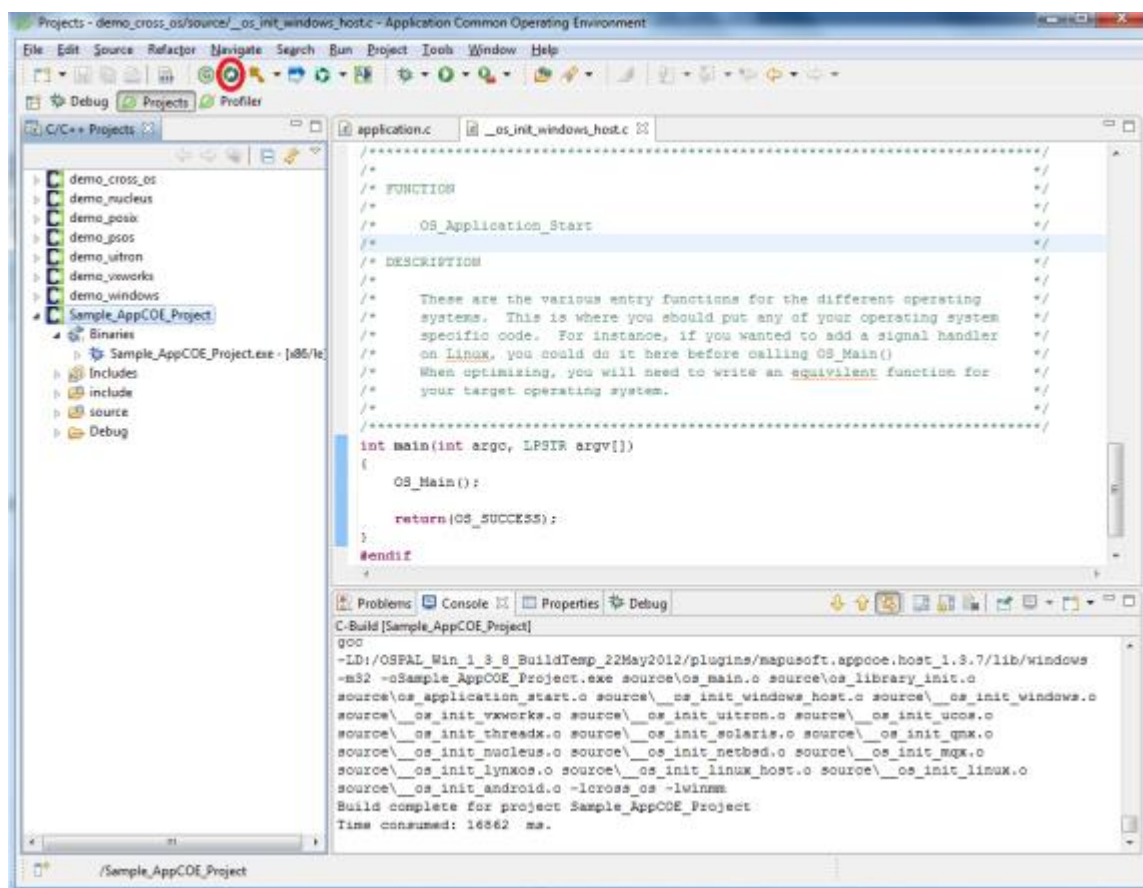 Projects - demo_cross_os/source/__os_init_windows_host.c - Application Common Operating Environment
File Edit Source Refactor Navigate Search Run Project Tools Window Help
Debug Projects Profiler
C/C++ Projects
demo_cross_os
demo_nucleus
demo_posix
demo_psos
demo_uitron
demo_vxworks
demo_windows
Sample_AppCOE_Project
Binaries
Sample_AppCOE_Project.exe - [x86/le]
Includes
include
source
Debug
application.c __os_init_windows_host.c
/******************************************************************************/
/* */
/* FUNCTION */
/* */
/* OS_Application_Start */
/* */
/* DESCRIPTION */
/* */
/* These are the various entry functions for the different operating */
/* systems. This is where you should put any of your operating system */
/* specific code. For instance, if you wanted to add a signal handler */
/* on Linux, you could do it here before calling OS_Main() */
/* When optimizing, you will need to write an equivilent function for */
/* your target operating system. */
/* */
/******************************************************************************/
int main(int argc, LPSTR argv[])
{
OS_Main();
return(OS_SUCCESS);
}
#endif
Problems Console Properties Debug
C-Build [Sample_AppCOE_Project]
gcc
-LD:/OSPAL_Win_1_3_8_BuildTemp_22May2012/plugins/mapusoft.appcoe.host_1.3.7/lib/windows
-m32 -oSample_AppCOE_Project.exe source\os_main.o source\os_library_init.o
source\os_application_start.o source\__os_init_windows_host.o source\__os_init_windows.o
source\__os_init_vxworks.o source\__os_init_uitron.o source\__os_init_ucos.o
source\__os_init_threadx.o source\__os_init_solaris.o source\__os_init_qnx.o
source\__os_init_nucleus.o source\__os_init_netbsd.o source\__os_init_mqx.o
source\__os_init_lynxos.o source\__os_init_linux_host.o source\__os_init_linux.o
source\__os_init_android.o -lcross_os -lwinmm
Build complete for project Sample_AppCOE_Project
Time consumed: 16862 ms.
/Sample_AppCOE_Project